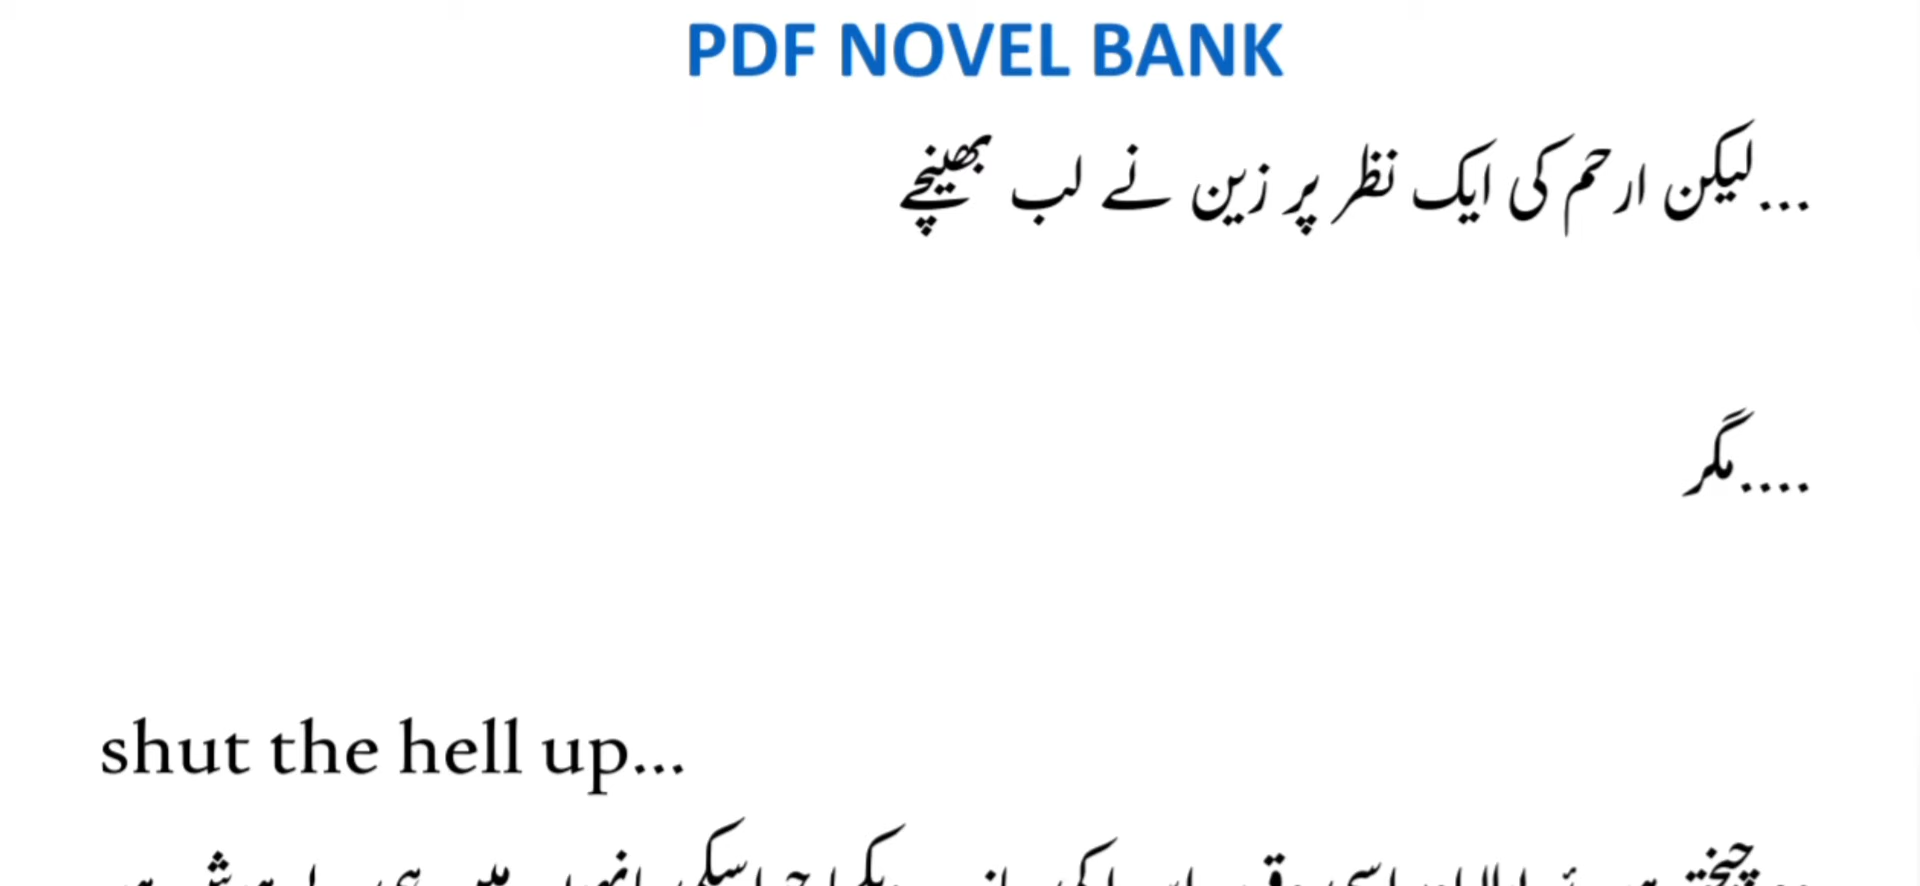 PDF NOVEL BANK
...لیکن ارحم کی ایک نظر پر زین نے لب بھینچے
....مگر
shut the hell up...